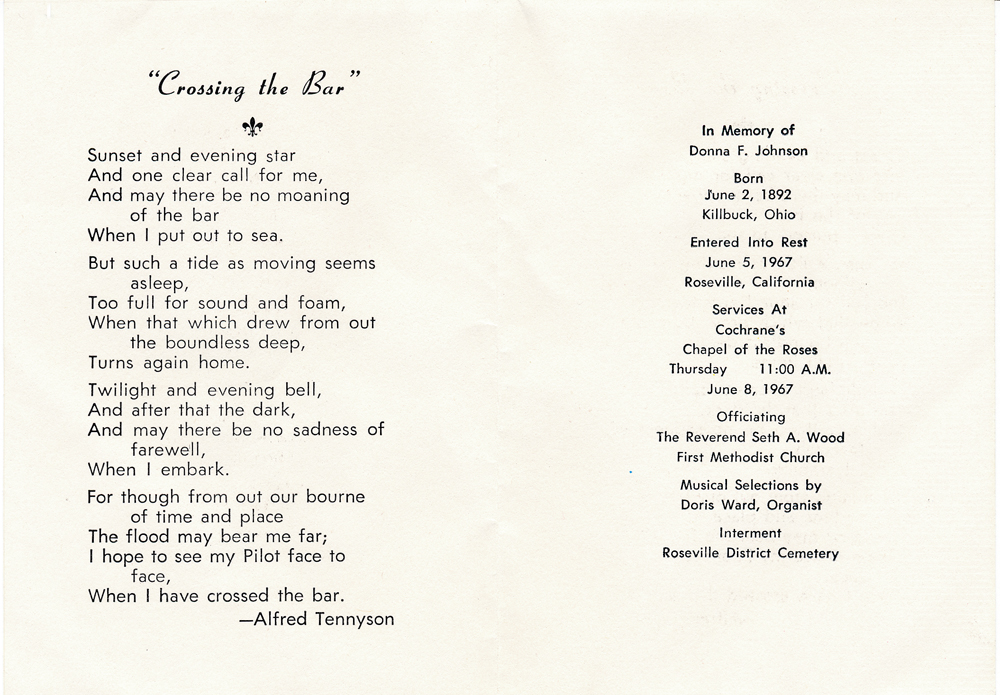 "Crossing the Bar"
Sunset and evening star
And one clear call for me,
And may there be no moaning
of the bar
When I put out to sea.
But such a tide as moving seems
asleep,
Too full for sound and foam,
When that which drew from out
the boundless deep,
Turns again home.
Twilight and evening bell,
And after that the dark,
And may there be no sadness of
farewell,
When I embark.
For though from out our bourne
of time and place
The flood may bear me far;
I hope to see my Pilot face to
face,
When I have crossed the bar.
—Alfred Tennyson
In Memory of
Donna F. Johnson
Born
June 2, 1892
Killbuck, Ohio
Entered Into Rest
June 5, 1967
Roseville, California
Services At
Cochrane's
Chapel of the Roses
Thursday 11:00 A.M.
June 8, 1967
Officiating
The Reverend Seth A. Wood
First Methodist Church
Musical Selections by
Doris Ward, Organist
Interment
Roseville District Cemetery